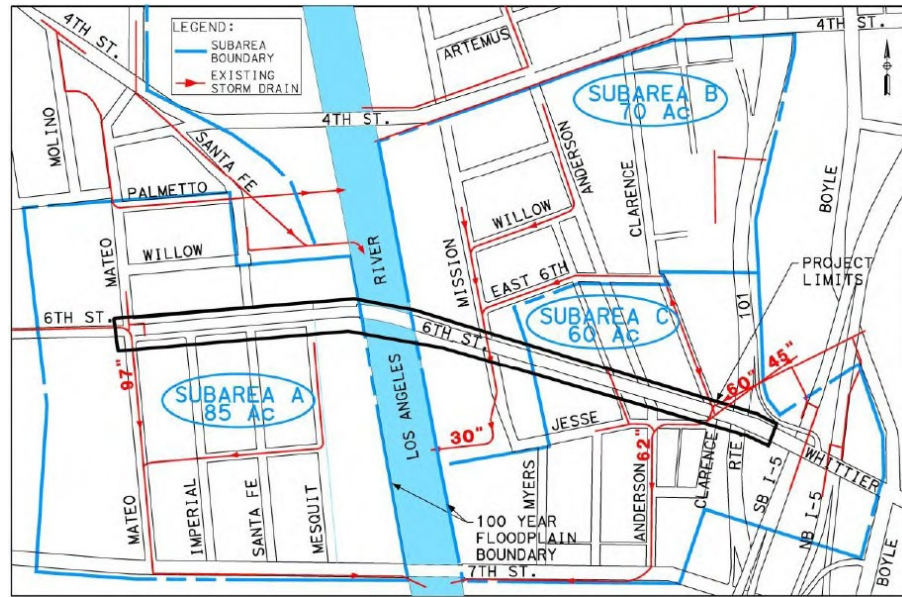 LEGEND:
SUBAREA
BOUNDARY
EXISTING
STORM DRAIN
4TH ST.
ARTEMUS
4TH ST.
4TH ST.
SUBAREA B
70 Ac
MOLINO
SANTA FE
PALMETTO
ANDERSON
CLARENCE
BOYLE
WILLOW
WILLOW
MATEO
RIVER
MISSION
EAST 6TH
PROJECT
LIMITS
101
6TH ST.
6TH ST.
SUBAREA C
60 Ac
97"
SUBAREA A
85 Ac
LOS ANGELES
60"
45"
30"
JESSE
62"
CLARENCE
RTE
WHITTIER
MATEO
IMPERIAL
SANTA FE
MESQUIT
MYERS
ANDERSON
SB I-5
NB I-5
100 YEAR
FLOODPLAIN
BOUNDARY
7TH ST.
BOYLE